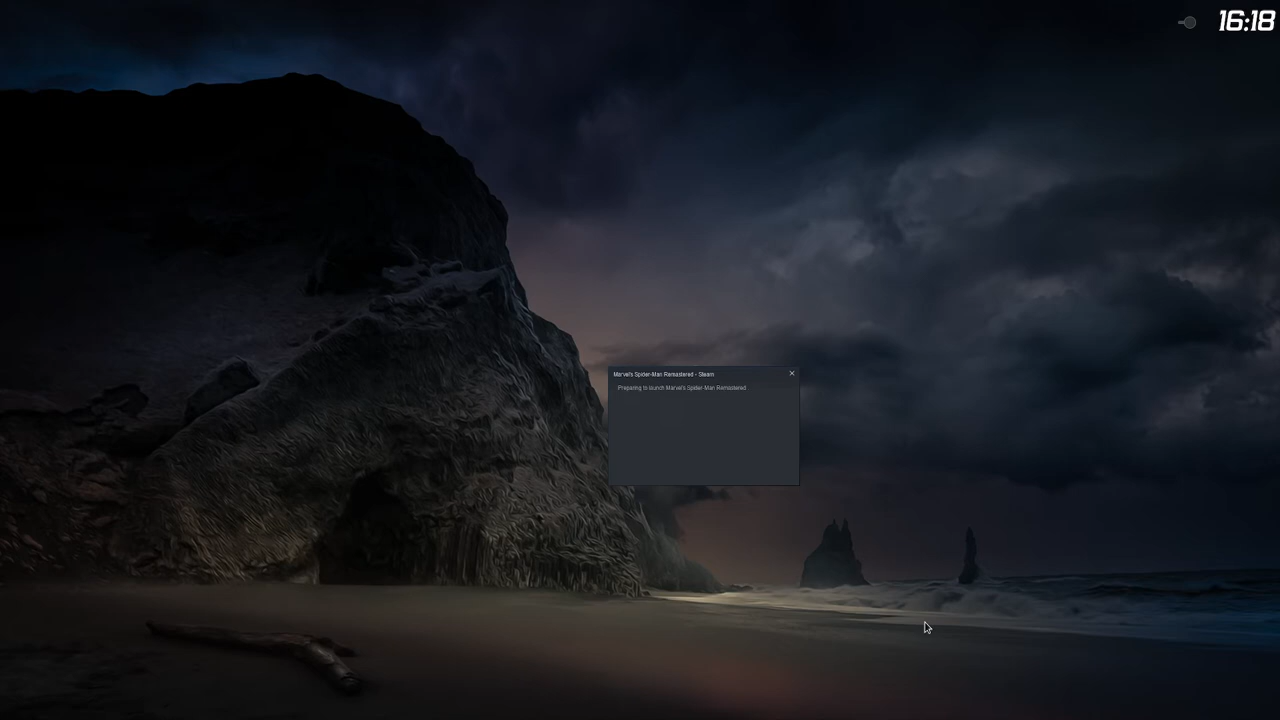 16:18
Marvel's Spider-Man Remastered - Steam
Preparing to launch Marvel's Spider-Man Remastered